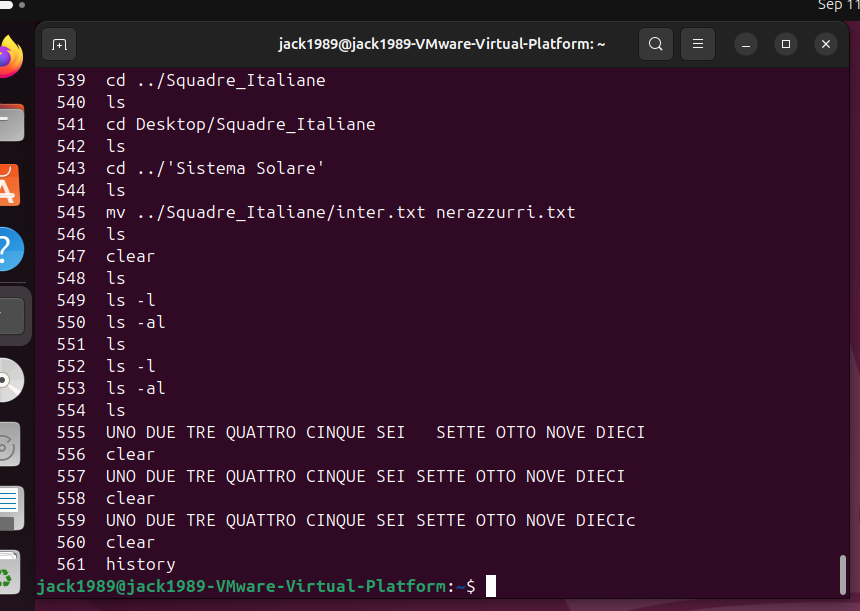 Sep 11
jack1989@jack1989-VMware-Virtual-Platform: ~
539 cd ../Squadre_Italiane
540 ls
541 cd Desktop/Squadre_Italiane
542 ls
543 cd ../'Sistema Solare'
544 ls
545 mv ../Squadre_Italiane/inter.txt nerazzurri.txt
546 ls
547 clear
548 ls
549 ls -l
550 ls -al
551 ls
552 ls -l
553 ls -al
554 ls
555 UNO DUE TRE QUATTRO CINQUE SEI   SETTE OTTO NOVE DIECI
556 clear
557 UNO DUE TRE QUATTRO CINQUE SEI SETTE OTTO NOVE DIECI
558 clear
559 UNO DUE TRE QUATTRO CINQUE SEI SETTE OTTO NOVE DIECIc
560 clear
561 history
jack1989@jack1989-VMware-Virtual-Platform:~$